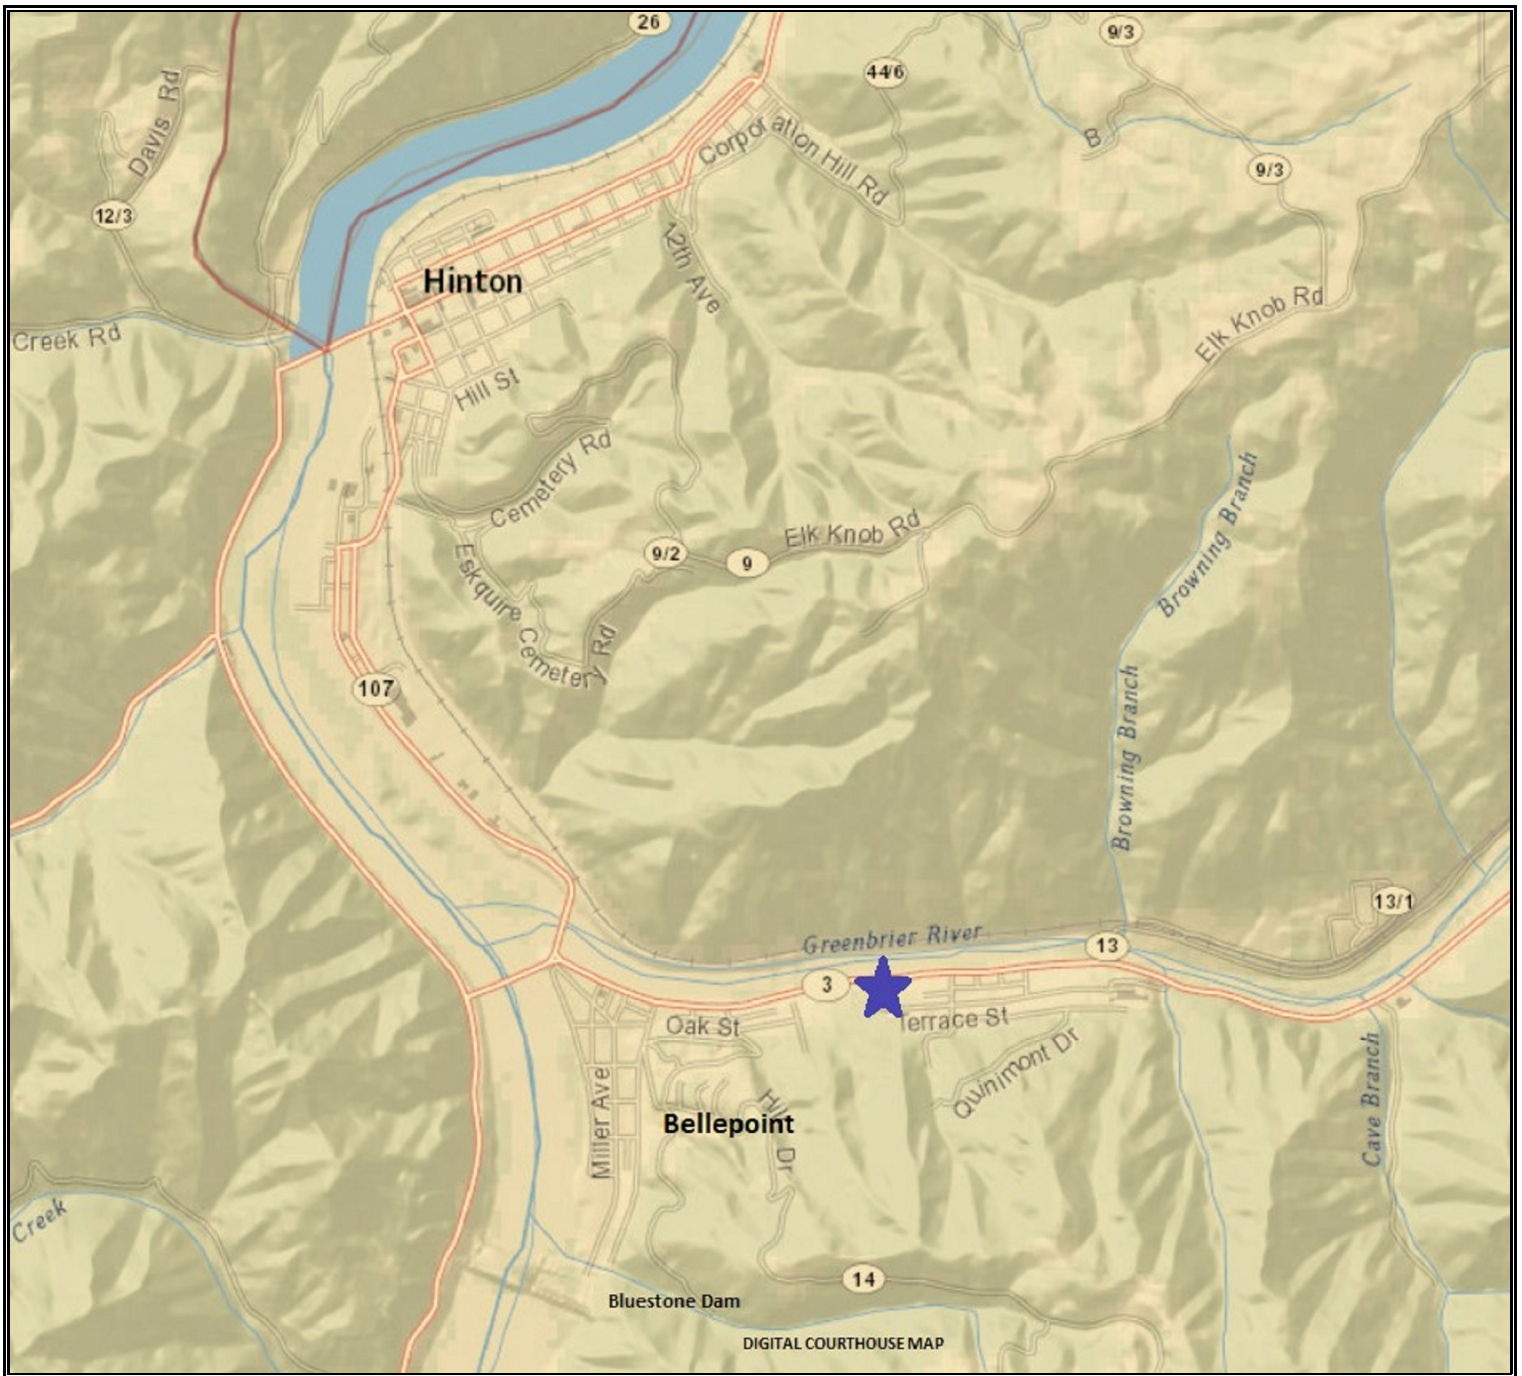 26
9/3
44/6
Davis Rd
Corporation Hill Rd
B
9/3
12/3
12th Ave
Hinton
Creek Rd
Elk Knob Rd
Hill St
Cemetery Rd
Browning Branch
Elk Knob Rd
9/2
9
Eskquire Cemetery Rd
107
Browning Branch
13/1
Greenbrier River
13
3
Oak St
Terrace St
Quinimont Dr
Miller Ave
Hill Dr
Bellepoint
Cave Branch
Creek
14
Bluestone Dam
DIGITAL COURTHOUSE MAP